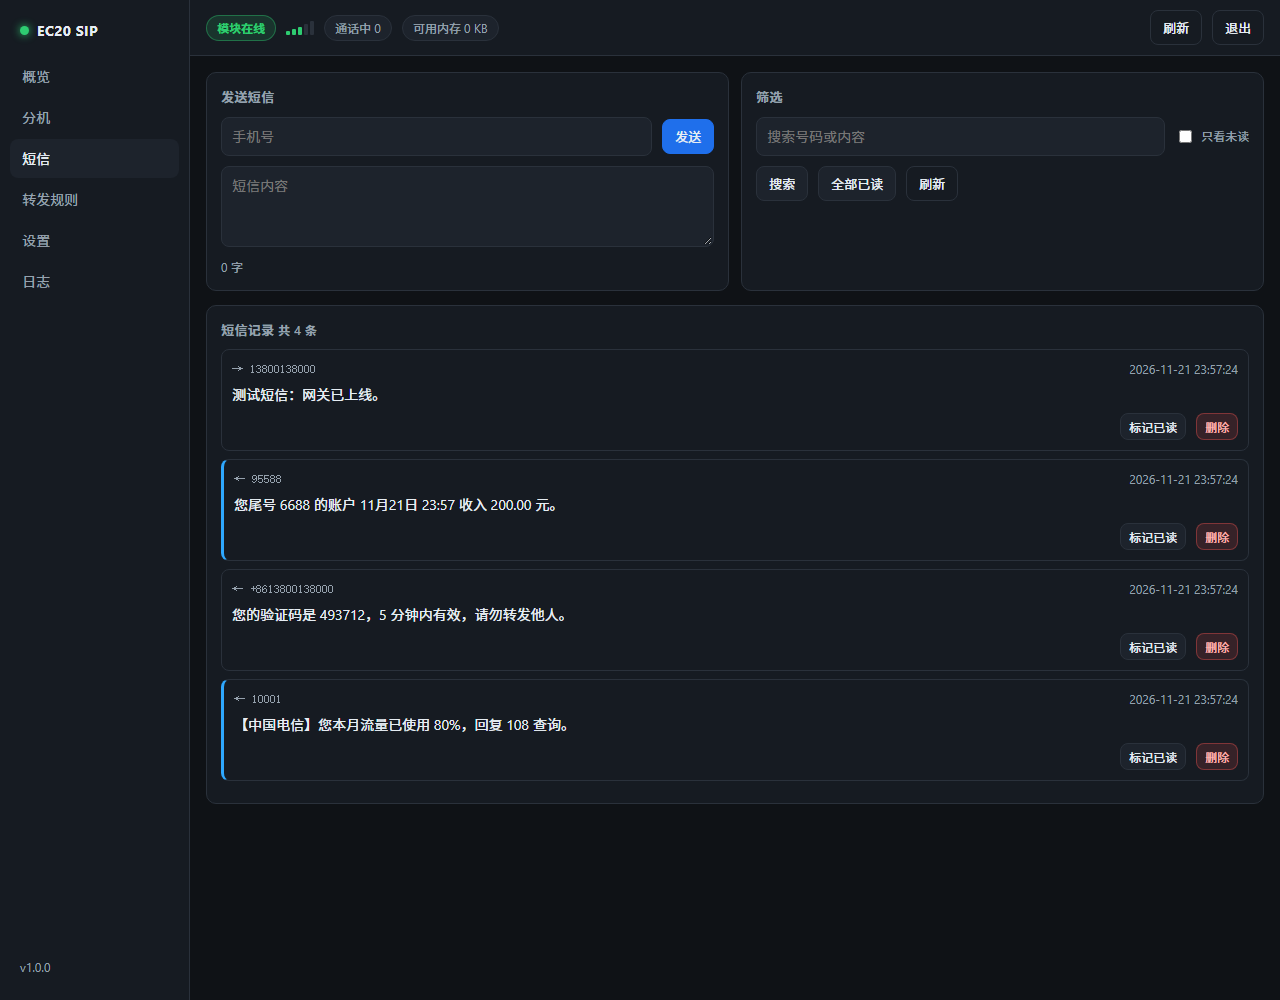 EC20 SIP
概览
分机
短信
转发规则
设置
日志
v1.0.0
模块在线 通话中 0 可用内存 0 KB 刷新 退出
发送短信
手机号 发送
短信内容
0 字
筛选
搜索号码或内容 只看未读
搜索 全部已读 刷新
短信记录 共 4 条
→ 13800138000 2026-11-21 23:57:24
测试短信：网关已上线。
标记已读 删除
← 95588 2026-11-21 23:57:24
您尾号 6688 的账户 11月21日 23:57 收入 200.00 元。
标记已读 删除
← +8613800138000 2026-11-21 23:57:24
您的验证码是 493712，5 分钟内有效，请勿转发他人。
标记已读 删除
← 10001 2026-11-21 23:57:24
【中国电信】您本月流量已使用 80%，回复 108 查询。
标记已读 删除